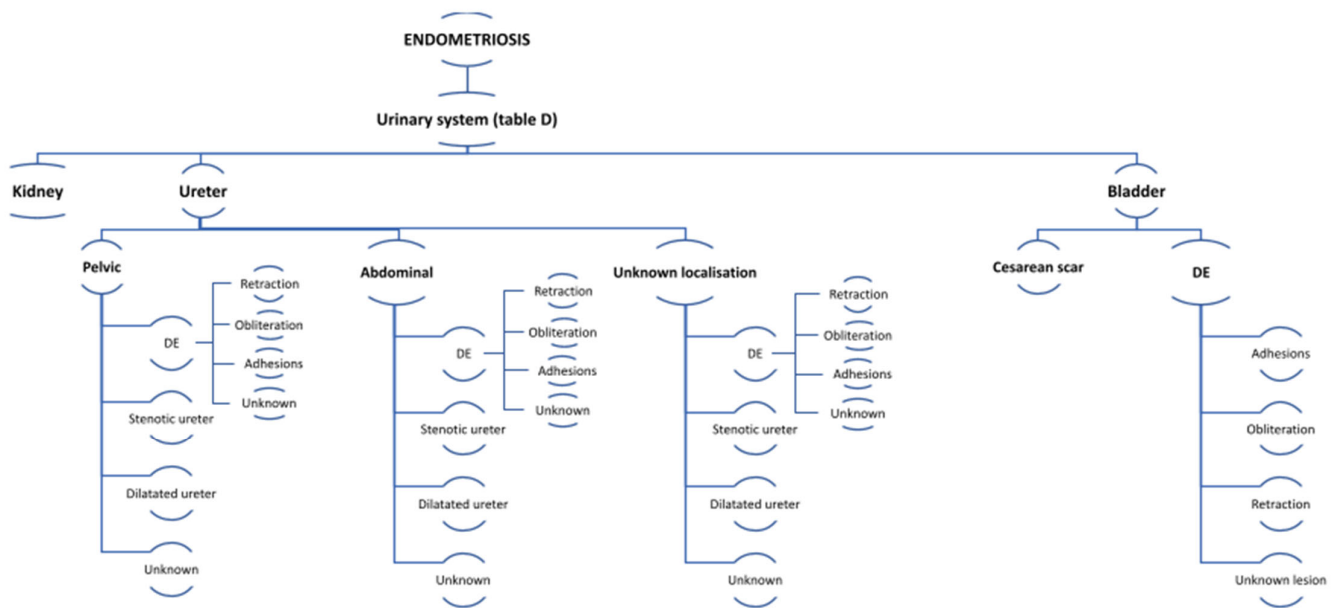 ENDOMETRIOSIS
Urinary system (table D)
Kidney
Ureter
Bladder
Pelvic
Abdominal
Unknown localisation
Cesarean scar
DE
DE
Retraction
Obliteration
Adhesions
Unknown
Stenotic ureter
Dilatated ureter
Unknown
DE
Retraction
Obliteration
Adhesions
Unknown
Stenotic ureter
Dilatated ureter
Unknown
DE
Retraction
Obliteration
Adhesions
Unknown
Stenotic ureter
Dilatated ureter
Unknown
Adhesions
Obliteration
Retraction
Unknown lesion